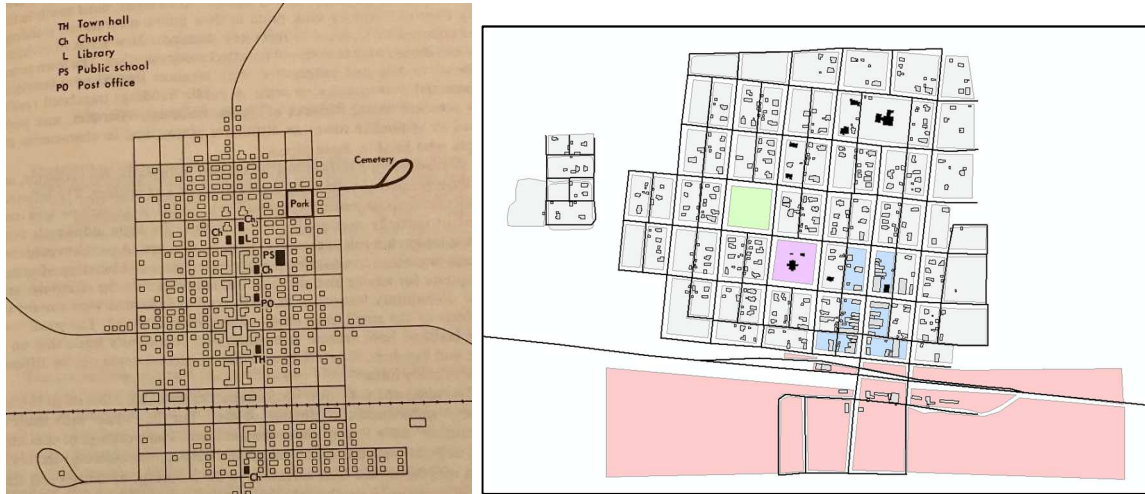 TH Town hall
Ch Church
L Library
PS Public school
PO Post office
Cemetery
Park
Ch
Ch
L
PS
Ch
PO
TH
Ch